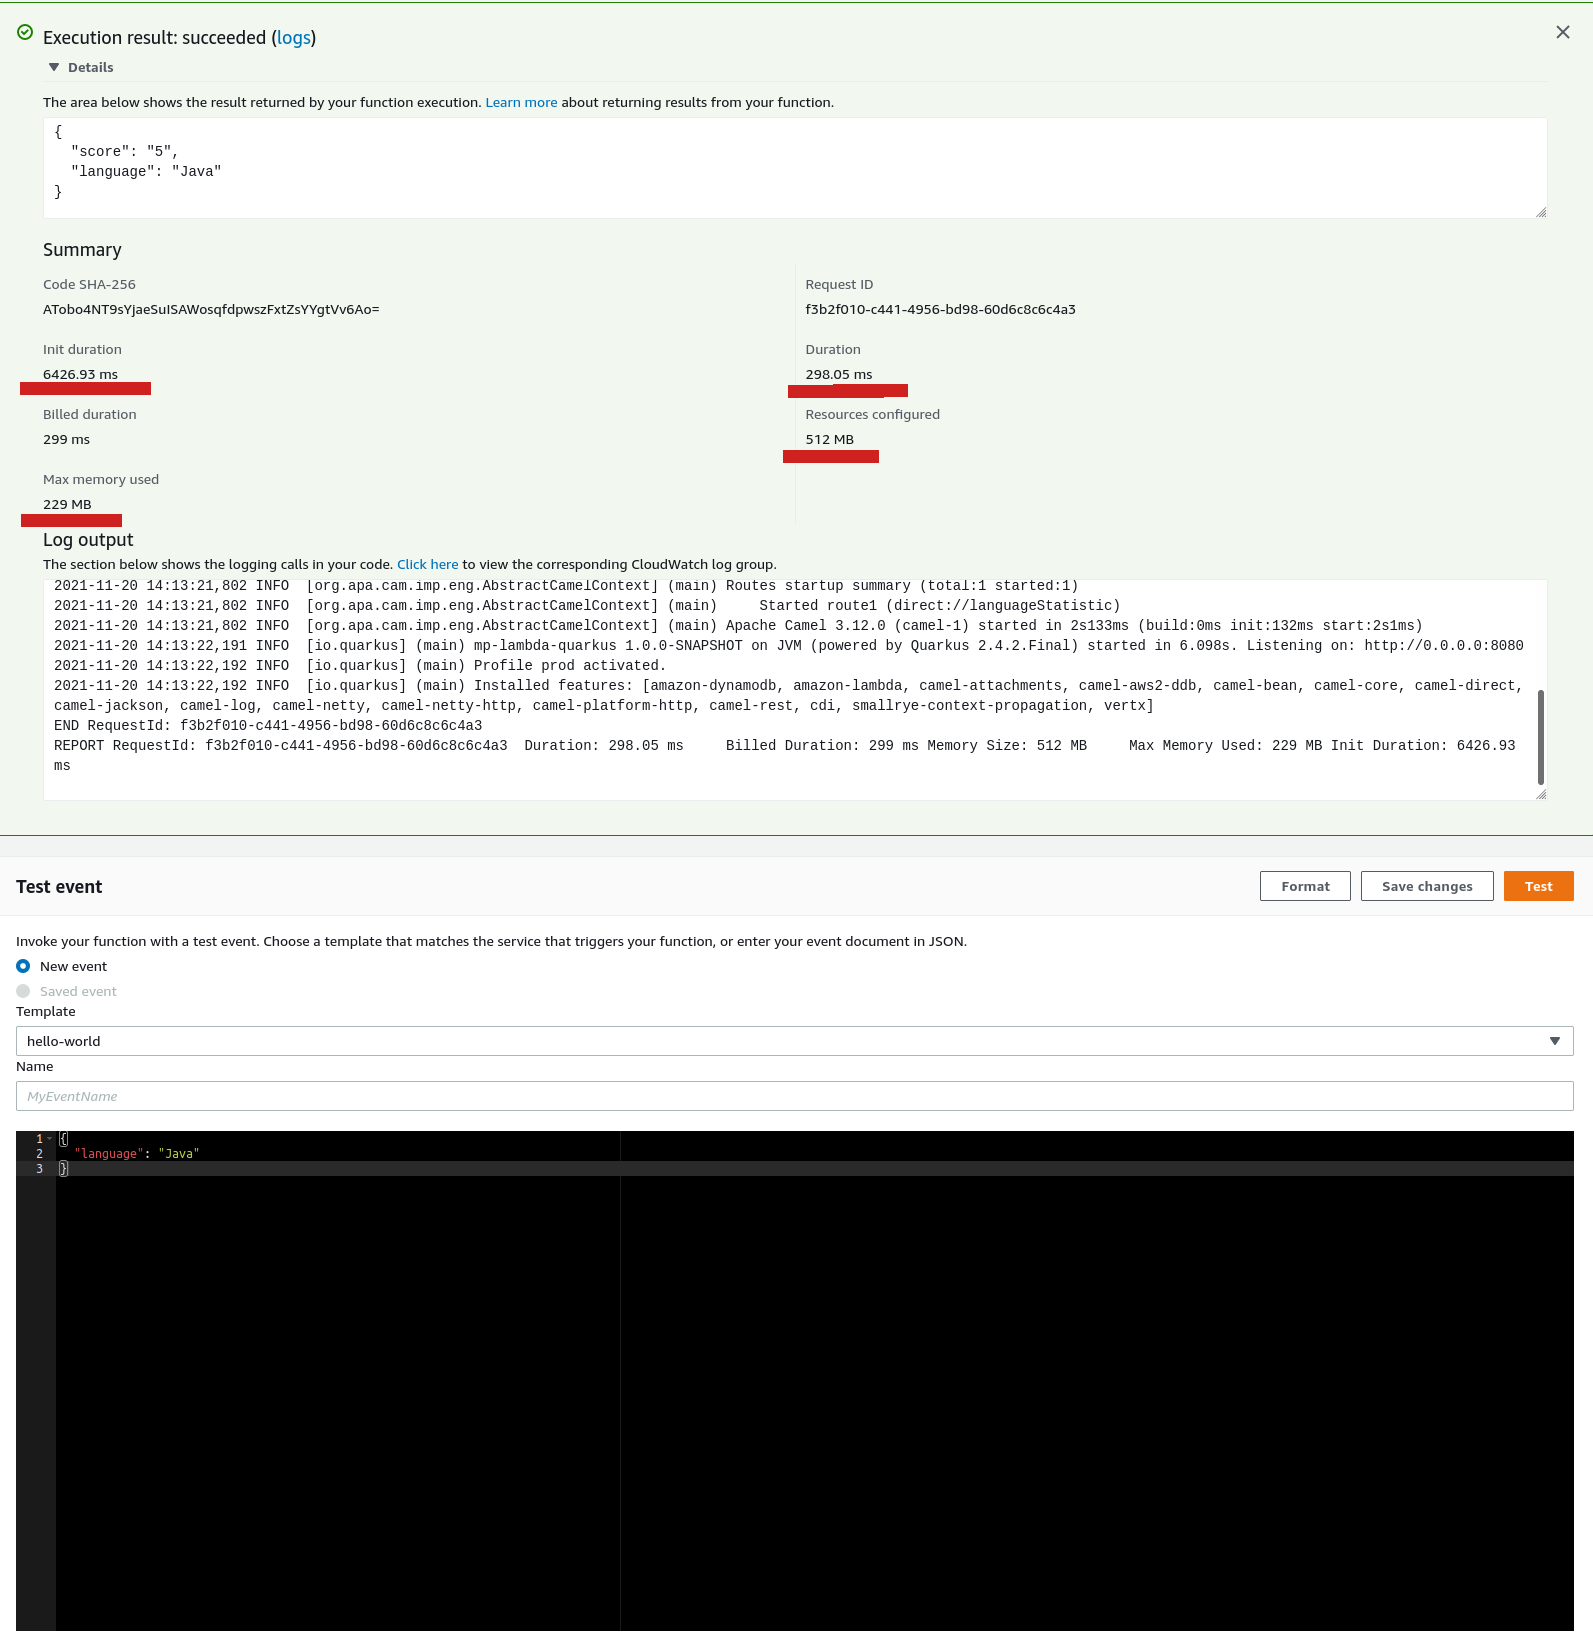 Execution result: succeeded (logs)
Details
The area below shows the result returned by your function execution. Learn more about returning results from your function.
{
  "score": "5",
  "language": "Java"
}
Summary
Code SHA-256
ATobo4NT9sYjaeSuISAWosqfdpwszFxtZsYYgtVv6Ao=
Request ID
f3b2f010-c441-4956-bd98-60d6c8c6c4a3
Init duration
6426.93 ms
Duration
298.05 ms
Billed duration
299 ms
Resources configured
512 MB
Max memory used
229 MB
Log output
The section below shows the logging calls in your code. Click here to view the corresponding CloudWatch log group.
2021-11-20 14:13:21,802 INFO  [org.apa.cam.imp.eng.AbstractCamelContext] (main) Routes startup summary (total:1 started:1)
2021-11-20 14:13:21,802 INFO  [org.apa.cam.imp.eng.AbstractCamelContext] (main)     Started route1 (direct://languageStatistic)
2021-11-20 14:13:21,802 INFO  [org.apa.cam.imp.eng.AbstractCamelContext] (main) Apache Camel 3.12.0 (camel-1) started in 2s133ms (build:0ms init:132ms start:2s1ms)
2021-11-20 14:13:22,191 INFO  [io.quarkus] (main) mp-lambda-quarkus 1.0.0-SNAPSHOT on JVM (powered by Quarkus 2.4.2.Final) started in 6.098s. Listening on: http://0.0.0.0:8080
2021-11-20 14:13:22,192 INFO  [io.quarkus] (main) Profile prod activated.
2021-11-20 14:13:22,192 INFO  [io.quarkus] (main) Installed features: [amazon-dynamodb, amazon-lambda, camel-attachments, camel-aws2-ddb, camel-bean, camel-core, camel-direct,
camel-jackson, camel-log, camel-netty, camel-netty-http, camel-platform-http, camel-rest, cdi, smallrye-context-propagation, vertx]
END RequestId: f3b2f010-c441-4956-bd98-60d6c8c6c4a3
REPORT RequestId: f3b2f010-c441-4956-bd98-60d6c8c6c4a3  Duration: 298.05 ms     Billed Duration: 299 ms Memory Size: 512 MB     Max Memory Used: 229 MB Init Duration: 6426.93
ms
Test event
Format
Save changes
Test
Invoke your function with a test event. Choose a template that matches the service that triggers your function, or enter your event document in JSON.
New event
Saved event
Template
hello-world
Name
MyEventName
1 {
2   "language": "Java"
3 }